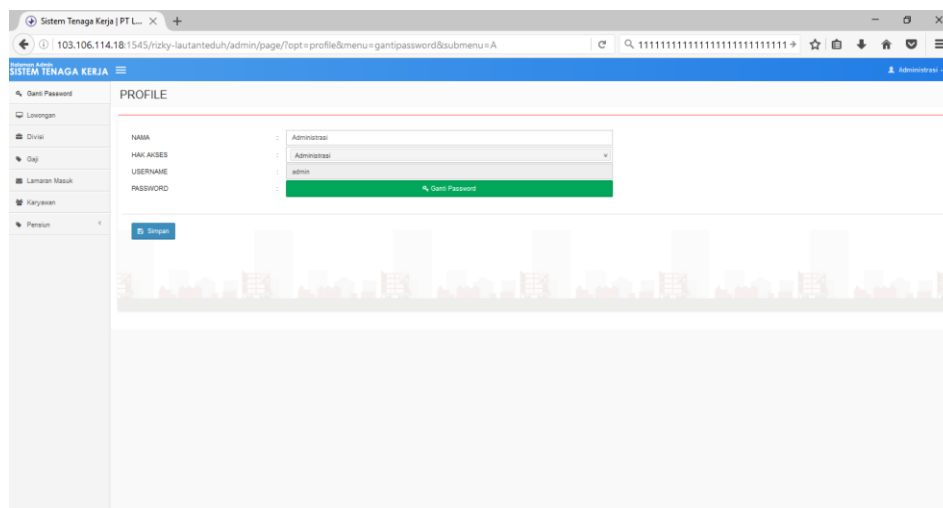 Sistem Tenaga Kerja | PT L...
103.106.114.18:1545/rizky-lautanteduh/admin/page/?opt=profile&menu=gantipassword&submenu=A
Halaman Admin
SISTEM TENAGA KERJA
Administrasi
Ganti Password
PROFILE
Lowongan
Divisi
NAMA : Administrasi
Gaji
HAK AKSES : Administrasi
USERNAME : admin
Lamaran Masuk
PASSWORD : Ganti Password
Karyawan
Pensiun
Simpan